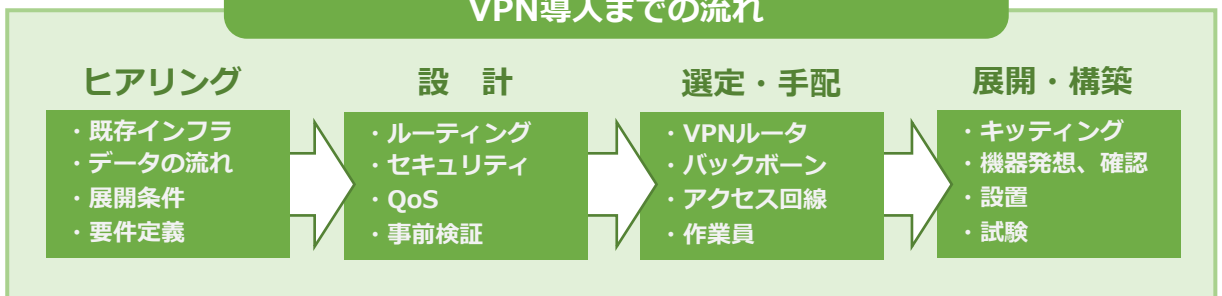 VPN導入までの流れ
ヒアリング
・既存インフラ
・データの流れ
・展開条件
・要件定義
設　計
・ルーティング
・セキュリティ
・QoS
・事前検証
選定・手配
・VPNルータ
・バックボーン
・アクセス回線
・作業員
展開・構築
・キッティング
・機器発想、確認
・設置
・試験